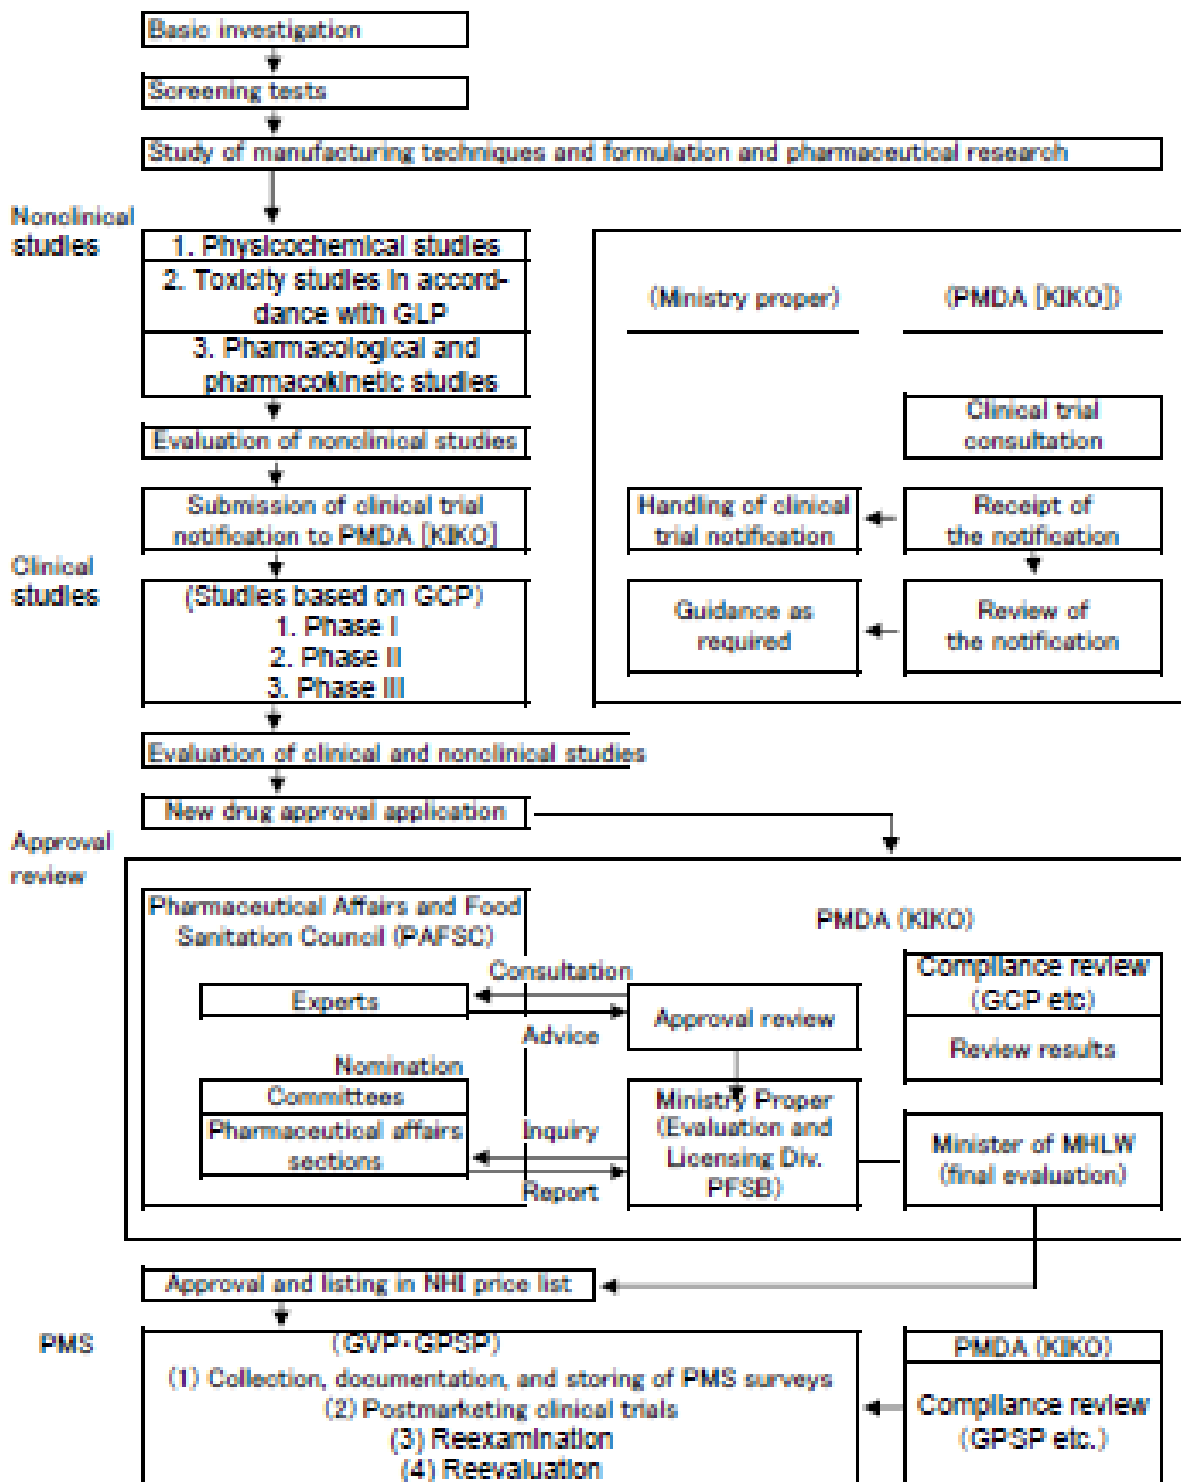 Basic investigation
Screening tests
Study of manufacturing techniques and formulation and pharmaceutical research
Nonclinical
studies
1. Physicochemical studies
2. Toxicity studies in accor-
dance with GLP
3. Pharmacological and
pharmacokinetic studies
(Ministry proper)
(PMDA [KIKO])
Clinical trial
consultation
Evaluation of nonclinical studies
Submission of clinical trial
notification to PMDA [KIKO]
Handling of clinical
trial notification
Receipt of
the notification
Clinical
studies
(Studies based on GCP)
1. Phase I
2. Phase II
3. Phase III
Guidance as
required
Review of
the notification
Evaluation of clinical and nonclinical studies
New drug approval application
Approval
review
Pharmaceutical Affairs and Food
Sanitation Council (PAFSC)
PMDA (KIKO)
Consultation
Experts
Advice
Approval review
Compliance review
(GCP etc)
Review results
Nomination
Committees
Pharmaceutical affairs
sections
Inquiry
Report
Ministry Proper
(Evaluation and
Licensing Div.
PFSB)
Minister of MHLW
(final evaluation)
Approval and listing in NHI price list
PMS
(GVP・GPSP)
(1) Collection, documentation, and storing of PMS surveys
(2) Postmarketing clinical trials
(3) Reexamination
(4) Reevaluation
PMDA (KIKO)
Compliance review
(GPSP etc.)